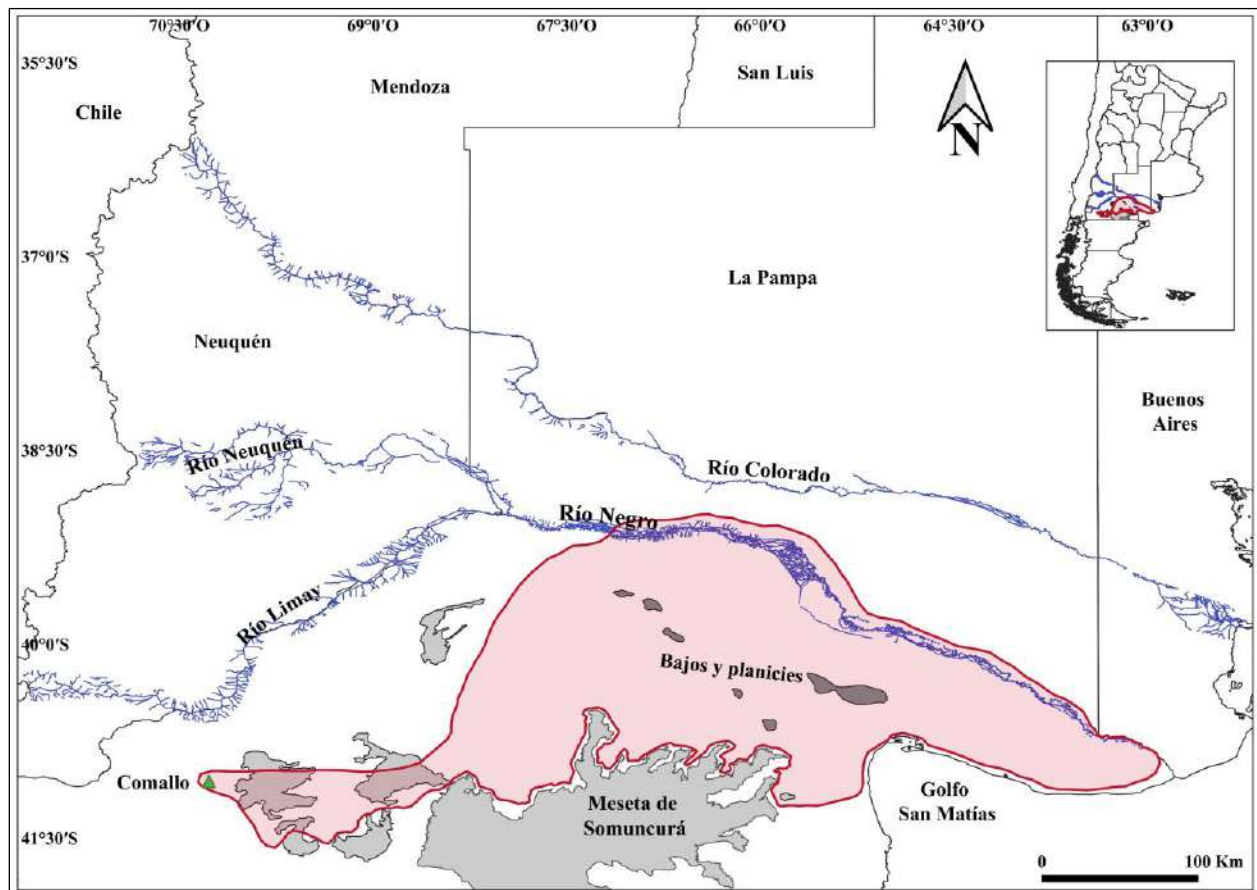 70°30'O 69°0'O 67°30'O 66°0'O 64°30'O 63°0'O
35°30'S
San Luis
Mendoza
Chile
N
37°0'S
La Pampa
Neuquén
Buenos
Aires
38°30'S
Río Neuquén
Río Colorado
Río Negro
Río Limay
40°0'S
Bajos y planicies
Comallo
Meseta de
Somuncurá
Golfo
San Matías
41°30'S
0 100 Km